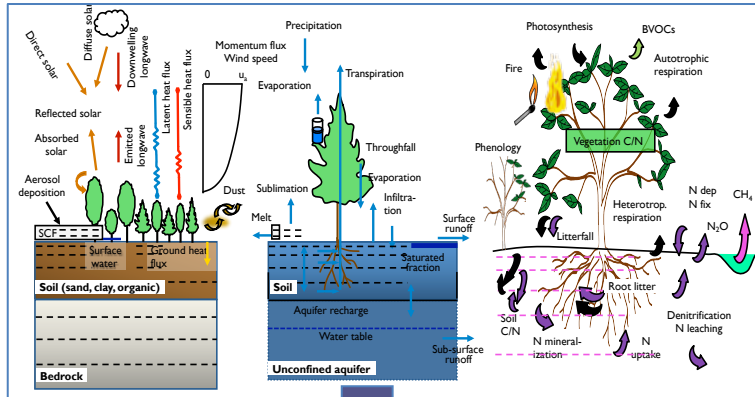 Direct solar
Diffuse solar
Downwelling
longwave
Reflected solar
Absorbed
solar
Emitted
longwave
Latent heat flux
Sensible heat flux
Momentum flux
Wind speed
0
uₐ
Aerosol
deposition
SCF
Surface
water
Ground heat
flux
Dust
Soil (sand, clay, organic)
Bedrock
Precipitation
Evaporation
Transpiration
Throughfall
Evaporation
Sublimation
Infilt-
ration
Melt
Surface
runoff
Saturated
fraction
Soil
Aquifer recharge
Water table
Unconfined aquifer
Sub-surface
runoff
Photosynthesis
BVOCs
Fire
Autotrophic
respiration
Vegetation C/N
Phenology
Heterotrop.
respiration
N dep
N fix
CH₄
N₂O
Litterfall
Root litter
Soil
C/N
N mineral-
ization
N
uptake
Denitrification
N leaching